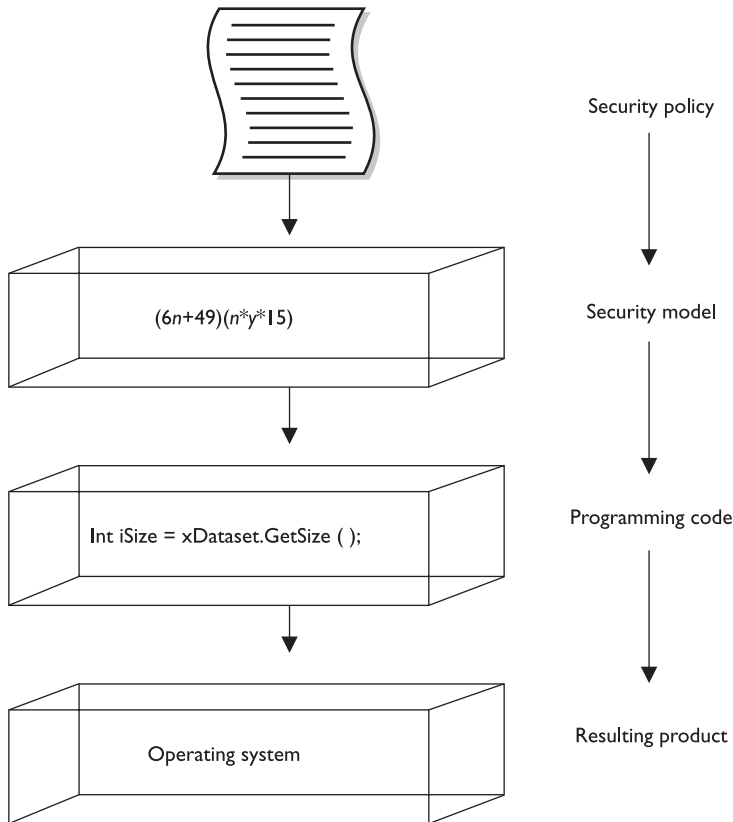 Security policy
(6n+49)(n*y*15)
Security model
Int iSize = xDataset.GetSize ( );
Programming code
Operating system
Resulting product